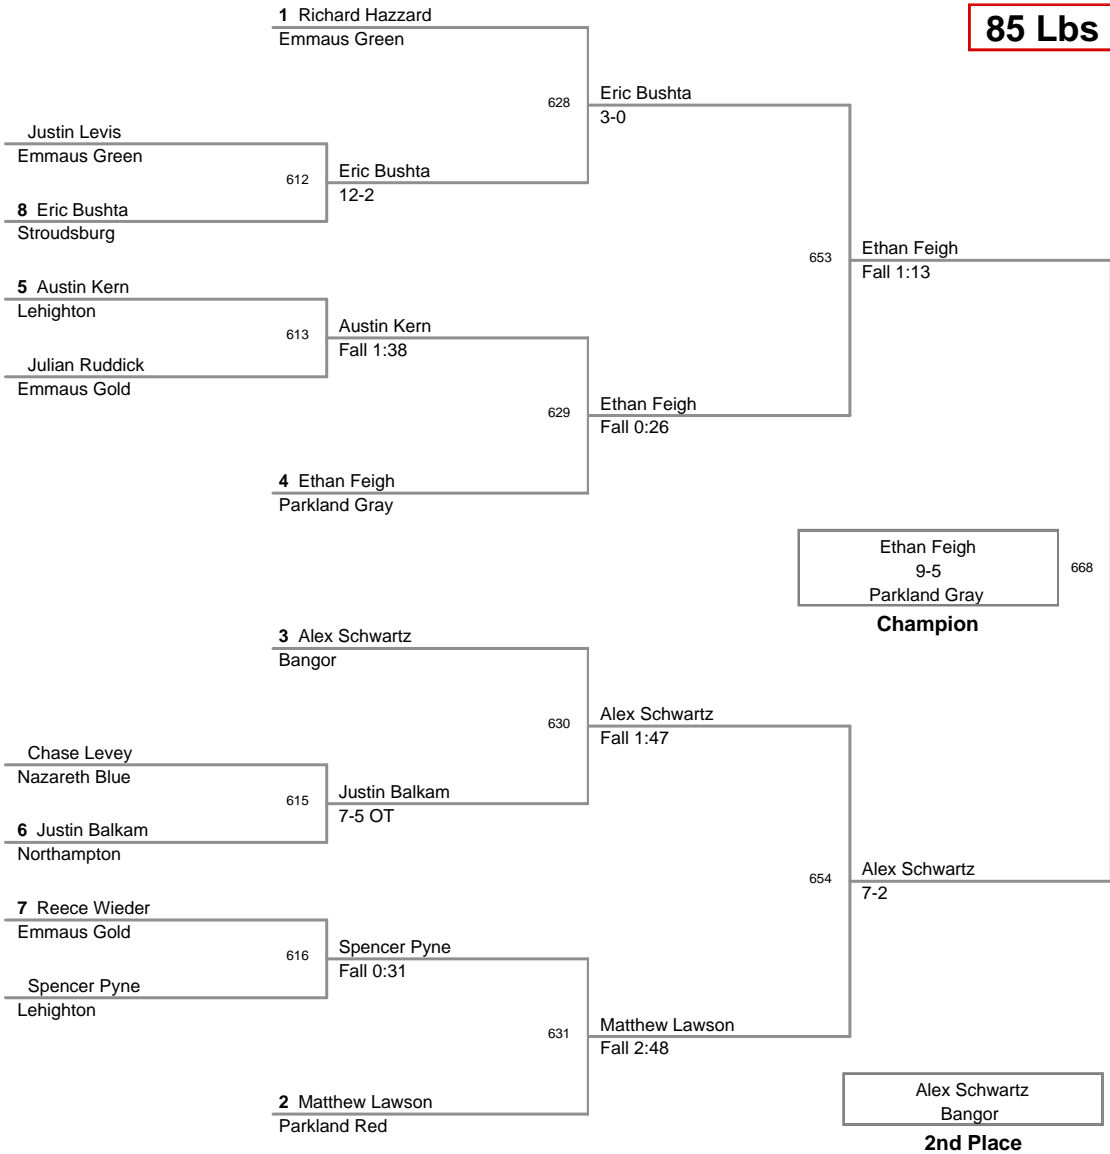 1 Richard Hazzard
Emmaus Green
85 Lbs
628
Eric Bushta
3-0
Justin Levis
Emmaus Green
612
Eric Bushta
12-2
8 Eric Bushta
Stroudsburg
653
Ethan Feigh
Fall 1:13
5 Austin Kern
Lehighton
613
Austin Kern
Fall 1:38
Julian Ruddick
Emmaus Gold
629
Ethan Feigh
Fall 0:26
4 Ethan Feigh
Parkland Gray
Ethan Feigh
9-5
Parkland Gray
668
Champion
3 Alex Schwartz
Bangor
630
Alex Schwartz
Fall 1:47
Chase Levey
Nazareth Blue
615
Justin Balkam
7-5 OT
6 Justin Balkam
Northampton
654
Alex Schwartz
7-2
7 Reece Wieder
Emmaus Gold
616
Spencer Pyne
Fall 0:31
Spencer Pyne
Lehighton
631
Matthew Lawson
Fall 2:48
2 Matthew Lawson
Parkland Red
Alex Schwartz
Bangor
2nd Place